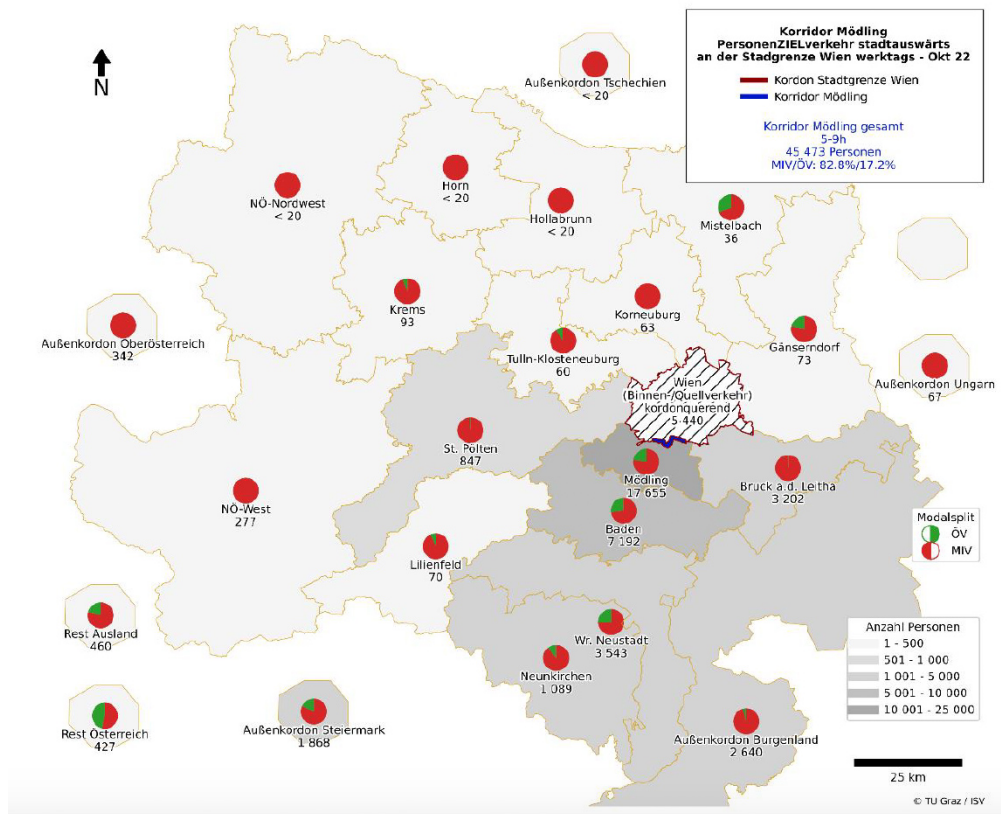 Korridor Mödling
PersonenZIELverkehr stadtauswärts
an der Stadgrenze Wien werktags - Okt 22
Kordon Stadtgrenze Wien
Korridor Mödling
Korridor Mödling gesamt
5-9h
45 473 Personen
MIV/ÖV: 82.8%/17.2%
N
Außenkordon Tschechien
< 20
NÖ-Nordwest
< 20
Horn
< 20
Hollabrunn
< 20
Mistelbach
36
Krems
93
Korneuburg
63
Außenkordon Oberösterreich
342
Tulln-Klosteneuburg
60
Gänserndorf
73
Außenkordon Ungarn
67
Wien
(Binnen-/Quellverkehr)
kordonquerend
5 440
St. Pölten
847
Mödling
17 655
Bruck a.d. Leitha
3 202
NÖ-West
277
Baden
7 192
Modalsplit
ÖV
MIV
Lilienfeld
70
Rest Ausland
460
Wr. Neustadt
3 543
Neunkirchen
1 089
Anzahl Personen
1 - 500
501 - 1 000
1 001 - 5 000
5 001 - 10 000
10 001 - 25 000
Rest Österreich
427
Außenkordon Steiermark
1 868
Außenkordon Burgenland
2 640
25 km
© TU Graz / ISV